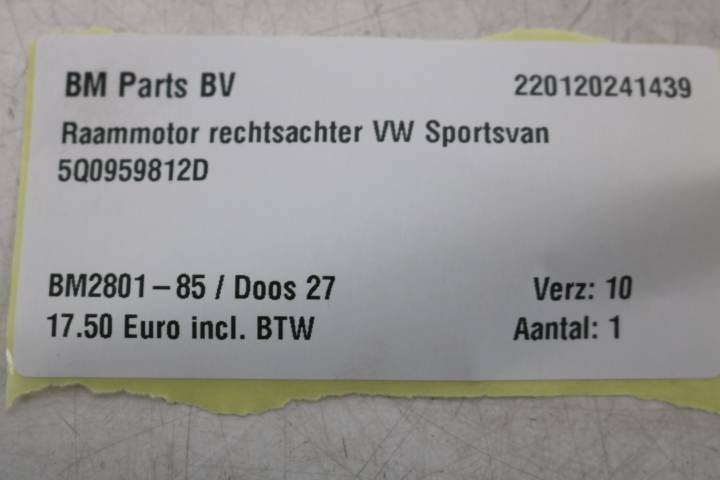 BM Parts BV 220120241439
Raammotor rechtsachter VW Sportsvan
5Q0959812D
BM2801-85 / Doos 27 Verz: 10
17.50 Euro incl. BTW Aantal: 1